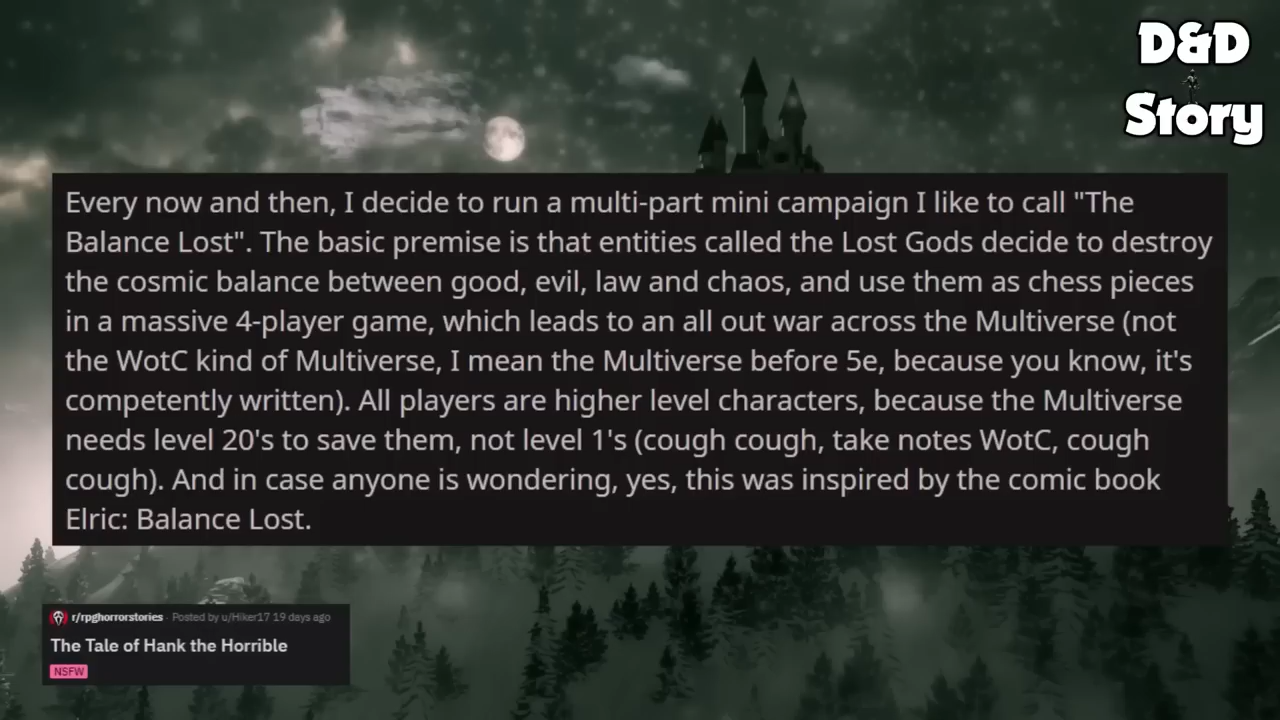 D&D
Story
Every now and then, I decide to run a multi-part mini campaign I like to call "The
Balance Lost". The basic premise is that entities called the Lost Gods decide to destroy
the cosmic balance between good, evil, law and chaos, and use them as chess pieces
in a massive 4-player game, which leads to an all out war across the Multiverse (not
the WotC kind of Multiverse, I mean the Multiverse before 5e, because you know, it's
competently written). All players are higher level characters, because the Multiverse
needs level 20's to save them, not level 1's (cough cough, take notes WotC, cough
cough). And in case anyone is wondering, yes, this was inspired by the comic book
Elric: Balance Lost.
r/rpghorrorstories · Posted by u/Hiker17 19 days ago
The Tale of Hank the Horrible
NSFW